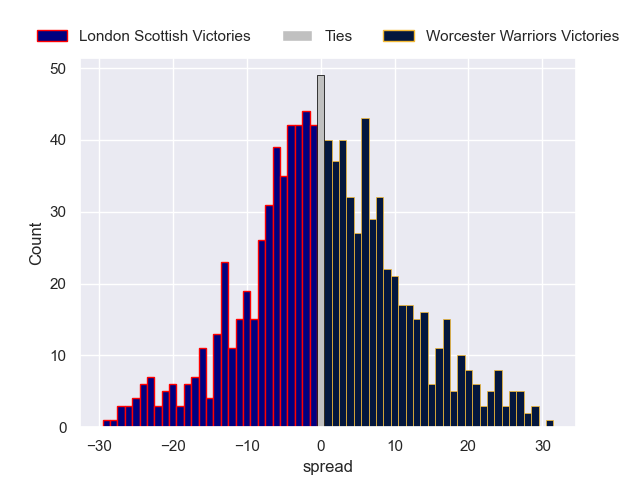 London Scottish Victories Ties Worcester Warriors Victories
50
40
30
20
10
0
Count
−30 −20 −10 0 10 20 30
spread